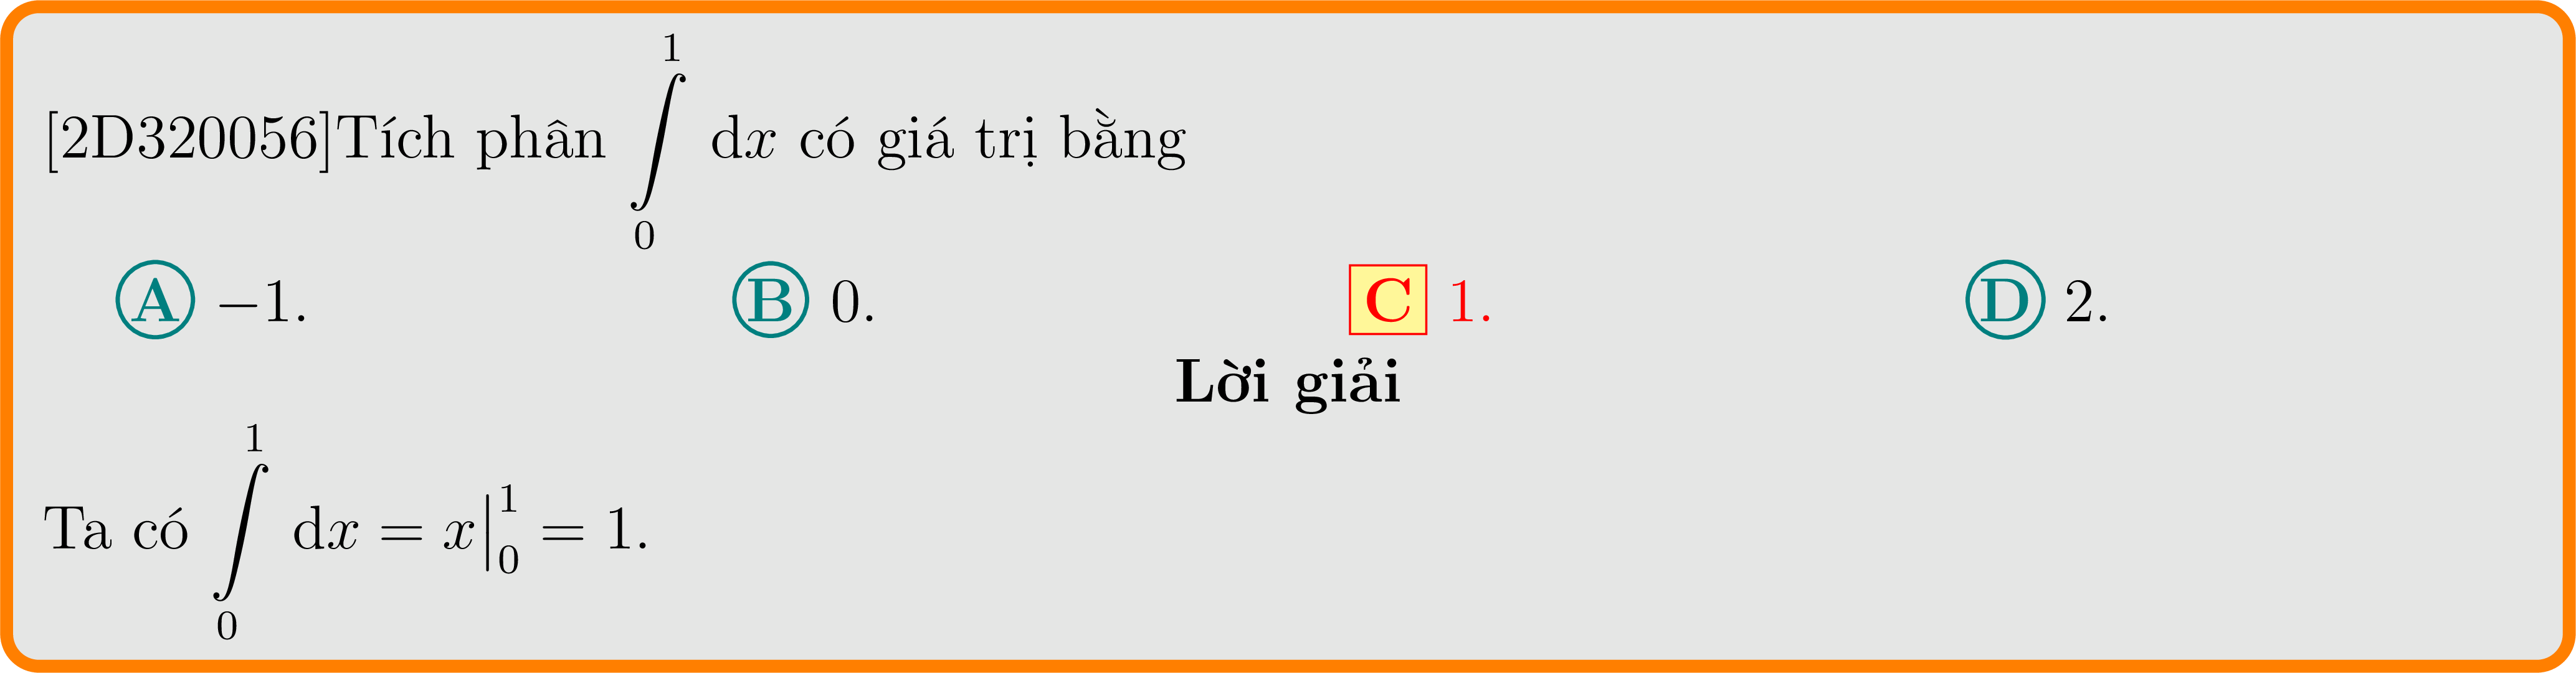 [2D320056]Tích phân $\int\limits_0^1 \mathrm{d}x$ có giá trị bằng
A −1. B 0. C 1. D 2.
Lời giải
Ta có $\int\limits_0^1 \mathrm{d}x = x\Big|_0^1 = 1.$